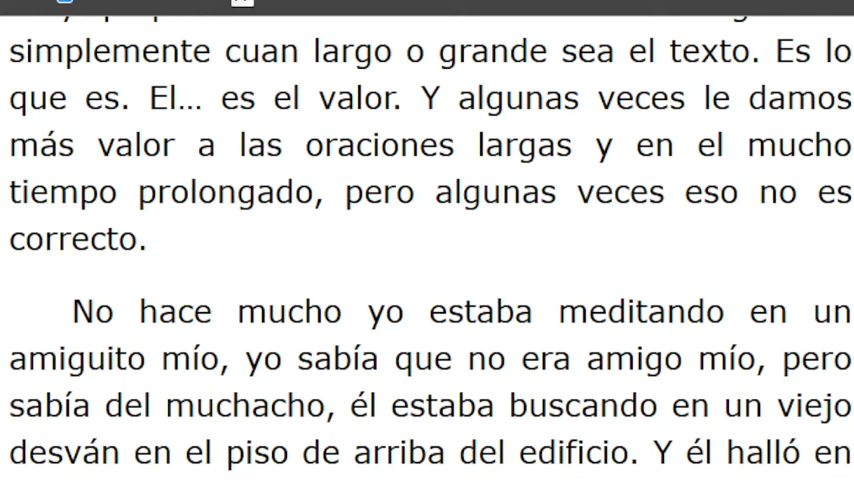 simplemente cuan largo o grande sea el texto. Es lo
que es. El... es el valor. Y algunas veces le damos
más valor a las oraciones largas y en el mucho
tiempo prolongado, pero algunas veces eso no es
correcto.
No hace mucho yo estaba meditando en un
amiguito mío, yo sabía que no era amigo mío, pero
sabía del muchacho, él estaba buscando en un viejo
desván en el piso de arriba del edificio. Y él halló en